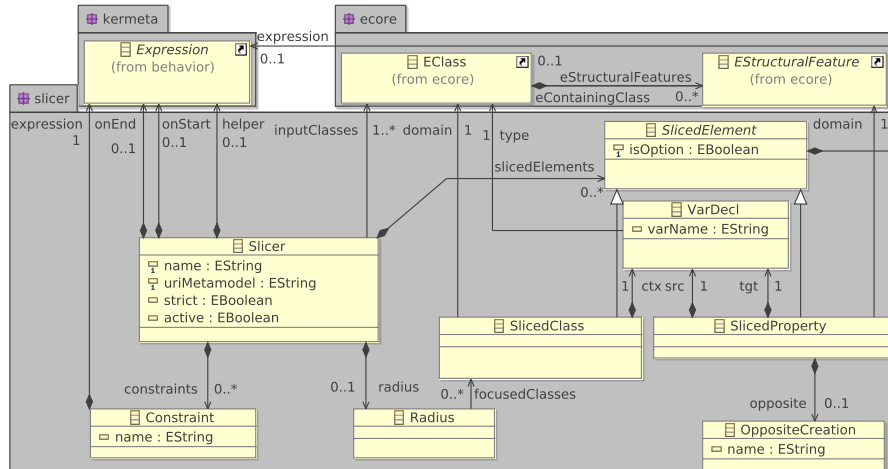 kermeta
ecore
Expression
(from behavior)
expression
0..1
EClass
(from ecore)
0..1
eStructuralFeatures
eContainingClass
0..*
EStructuralFeature
(from ecore)
slicer
expression
1
onEnd
0..1
onStart
0..1
helper
0..1
inputClasses
1..*
domain
1
1
type
SlicedElement
isOption : EBoolean
domain
1
slicedElements
0..*
VarDecl
varName : EString
Slicer
name : EString
uriMetamodel : EString
strict : EBoolean
active : EBoolean
1
ctx
src
1
tgt
1
SlicedClass
SlicedProperty
constraints
0..*
0..1
radius
0..*
focusedClasses
opposite
0..1
Constraint
name : EString
Radius
OppositeCreation
name : EString